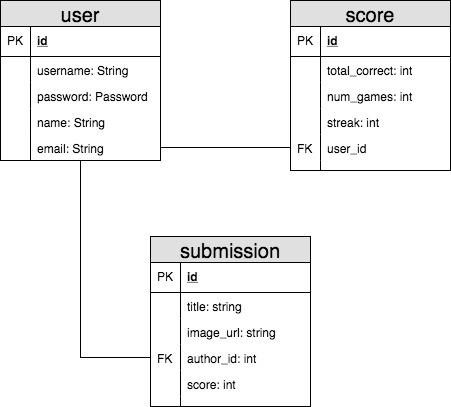 user
PK id
username: String
password: Password
name: String
email: String
score
PK id
total_correct: int
num_games: int
streak: int
FK user_id
submission
PK id
title: string
image_url: string
FK author_id: int
score: int